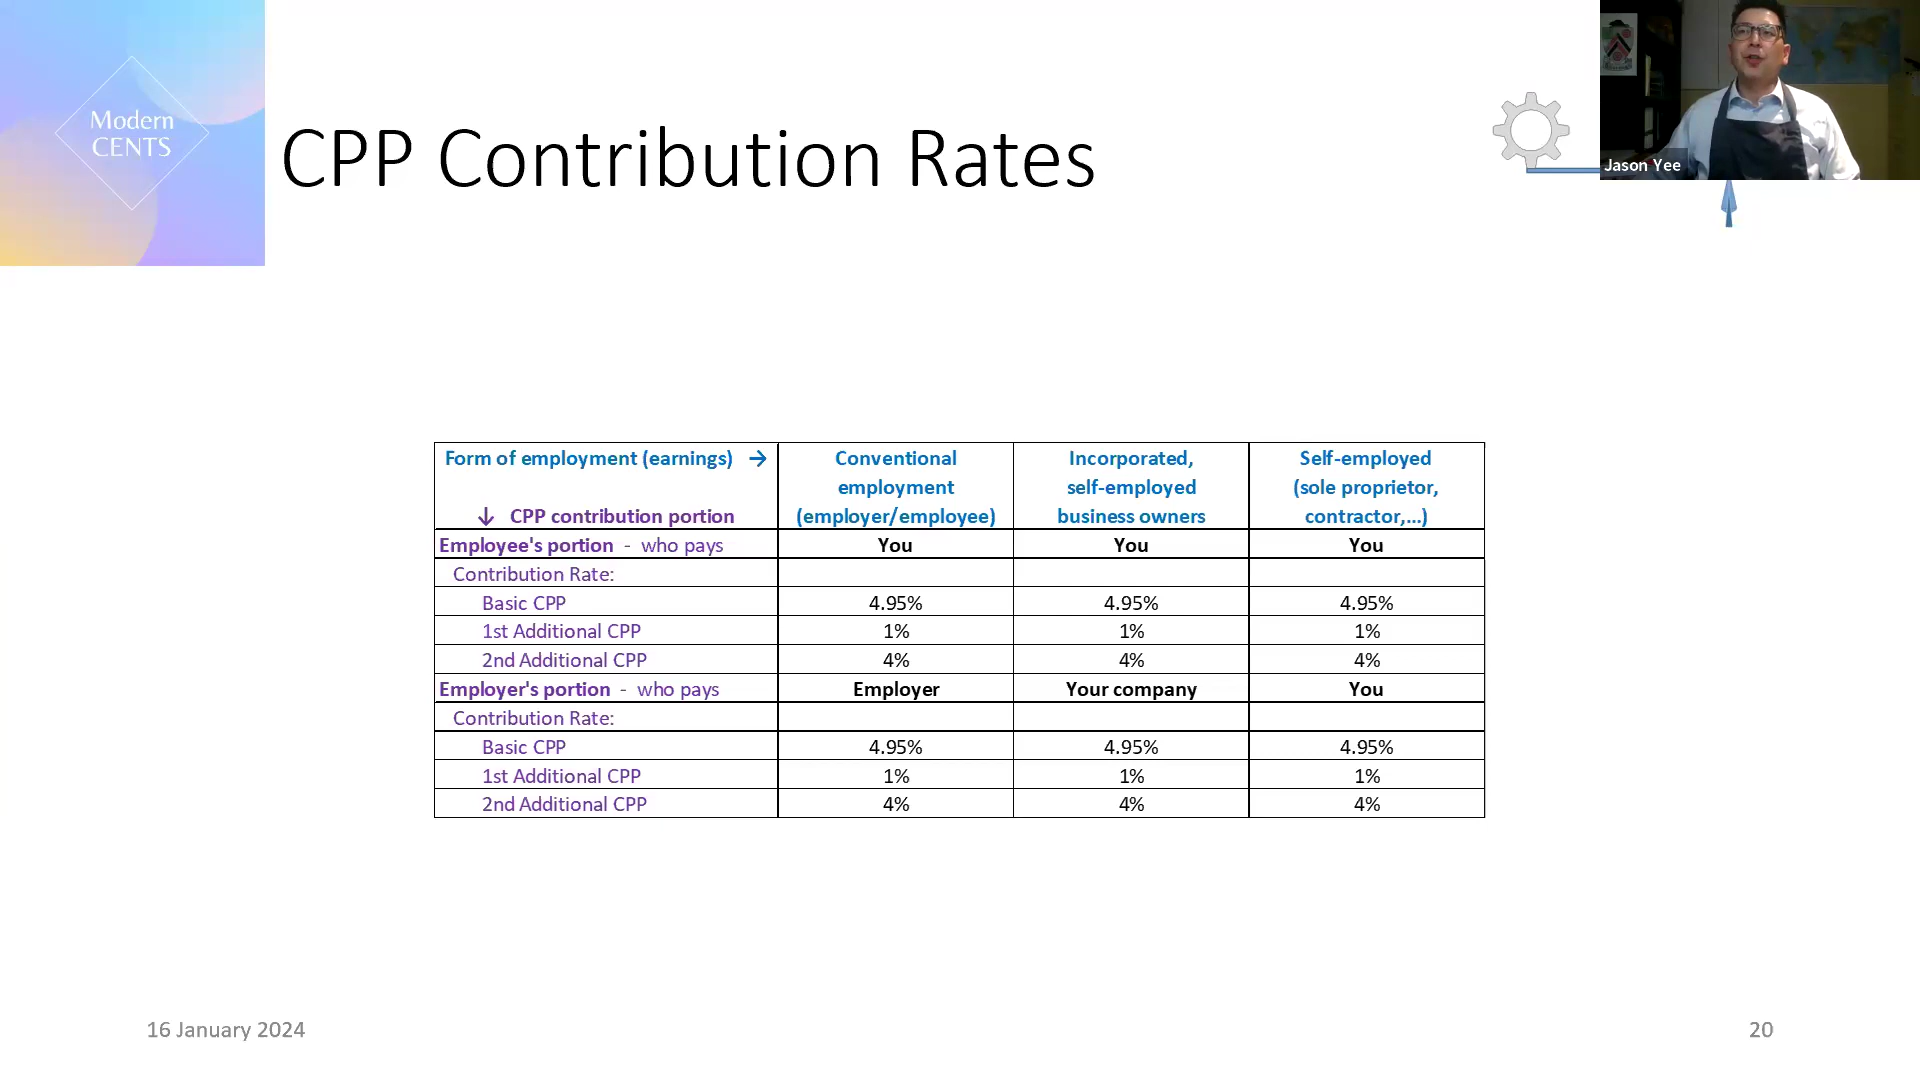 Modern
CENTS
CPP Contribution Rates
Jason Yee
Form of employment (earnings) → Conventional Incorporated, Self-employed
employment self-employed (sole proprietor,
↓ CPP contribution portion (employer/employee) business owners contractor,...)
Employee's portion - who pays You You You
Contribution Rate:
Basic CPP 4.95% 4.95% 4.95%
1st Additional CPP 1% 1% 1%
2nd Additional CPP 4% 4% 4%
Employer's portion - who pays Employer Your company You
Contribution Rate:
Basic CPP 4.95% 4.95% 4.95%
1st Additional CPP 1% 1% 1%
2nd Additional CPP 4% 4% 4%
16 January 2024
20